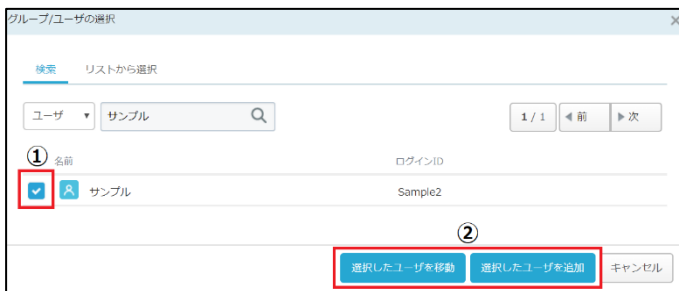 グループ/ユーザの選択 ×
検索 リストから選択
ユーザ ▼ サンプル 1 / 1 ◀前 ▶次
①
名前 ログインID
サンプル Sample2
②
選択したユーザを移動 選択したユーザを追加 キャンセル